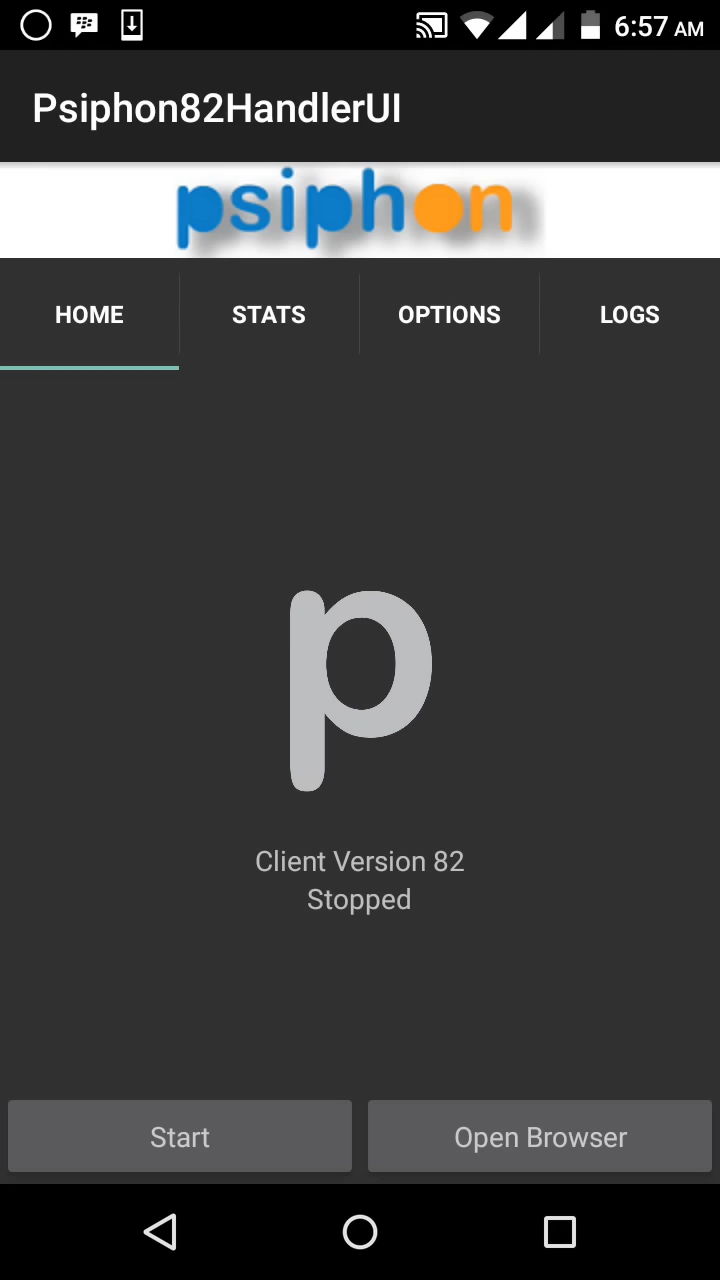 6:57 AM
Psiphon82HandlerUI
psiphon
HOME STATS OPTIONS LOGS
p
Client Version 82
Stopped
Start Open Browser